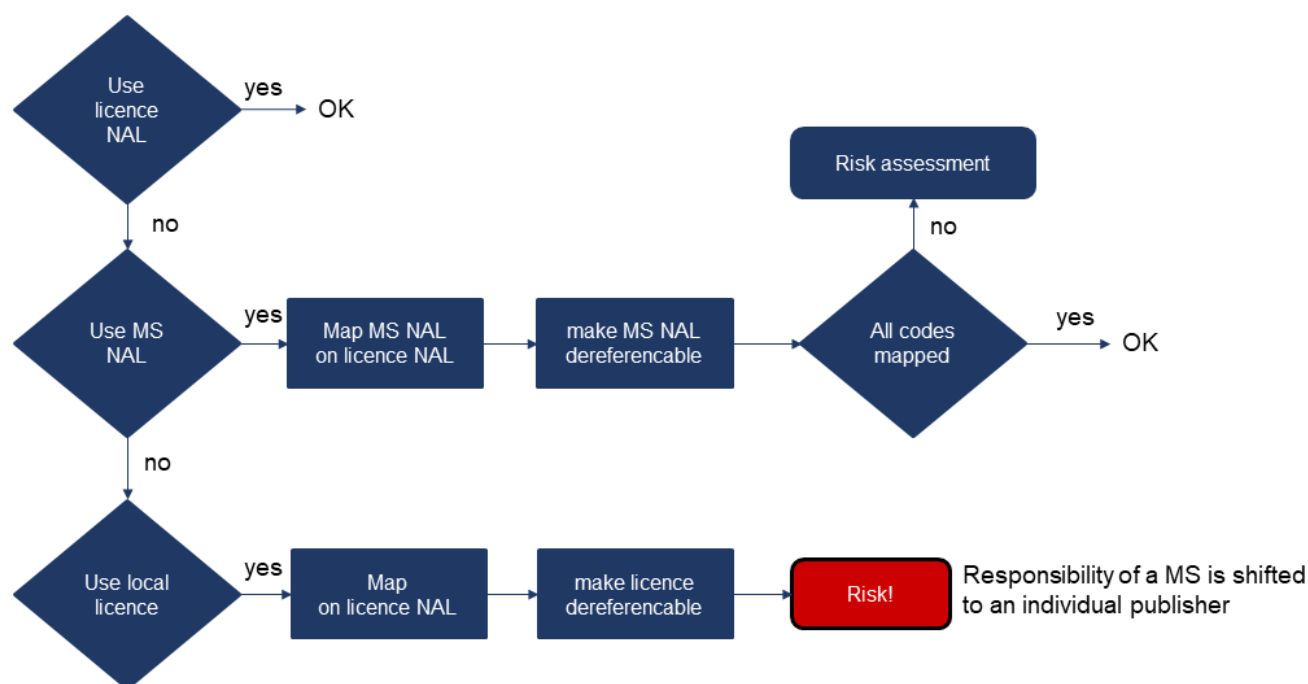 Use
licence
NAL
yes
OK
no
Risk assessment
no
Use MS
NAL
yes
Map MS NAL
on licence NAL
make MS NAL
dereferencable
All codes
mapped
yes
OK
no
Use local
licence
yes
Map
on licence NAL
make licence
dereferencable
Risk!
Responsibility of a MS is shifted
to an individual publisher